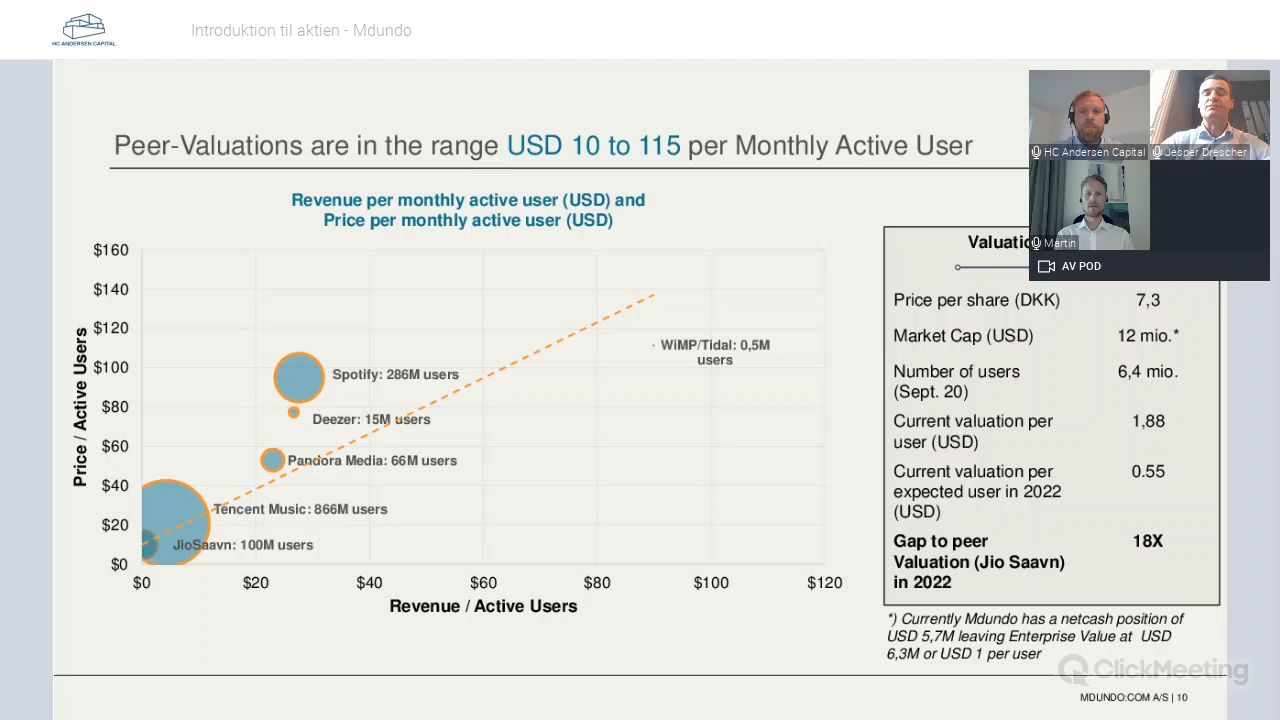 HC ANDERSEN CAPITAL
Introduktion til aktien - Mdundo
Peer-Valuations are in the range USD 10 to 115 per Monthly Active User
Revenue per monthly active user (USD) and
Price per monthly active user (USD)
Price / Active Users
$160
$140
$120
$100
$80
$60
$40
$20
$0
$0
$20
$40
$60
$80
$100
$120
Revenue / Active Users
WiMP/Tidal: 0,5M
users
Spotify: 286M users
Deezer: 15M users
Pandora Media: 66M users
Tencent Music: 866M users
JioSaavn: 100M users
HC Andersen Capital
Jesper Drescher
Martin
AV POD
Price per share (DKK) 7,3
Market Cap (USD) 12 mio.*
Number of users 6,4 mio.
(Sept. 20)
Current valuation per 1,88
user (USD)
Current valuation per 0.55
expected user in 2022
(USD)
Gap to peer 18X
Valuation (Jio Saavn)
in 2022
*) Currently Mdundo has a netcash position of
USD 5,7M leaving Enterprise Value at USD
6,3M or USD 1 per user
ClickMeeting
MDUNDO:COM A/S | 10